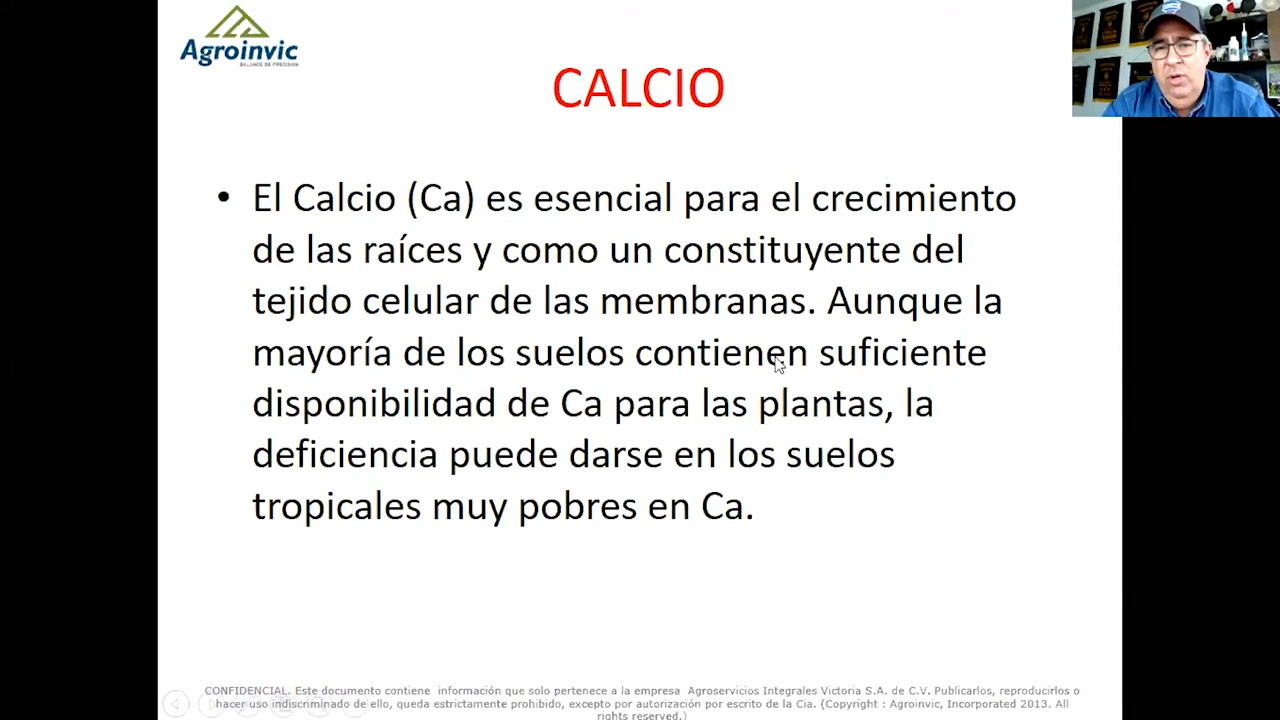 Agroinvic
BALANCE DE PRECISIÓN
CALCIO
• El Calcio (Ca) es esencial para el crecimiento
de las raíces y como un constituyente del
tejido celular de las membranas. Aunque la
mayoría de los suelos contienen suficiente
disponibilidad de Ca para las plantas, la
deficiencia puede darse en los suelos
tropicales muy pobres en Ca.
CONFIDENCIAL. Este documento contiene información que solo pertenece a la empresa Agroservicios Integrales Victoria S.A. de C.V. Publicarlos, reproducirlos o
hacer uso indiscriminado de ello, queda estrictamente prohibido, excepto por autorización por escrito de la Cia. {Copyright : Agroinvic, Incorporated 2013. All
rights reserved.)